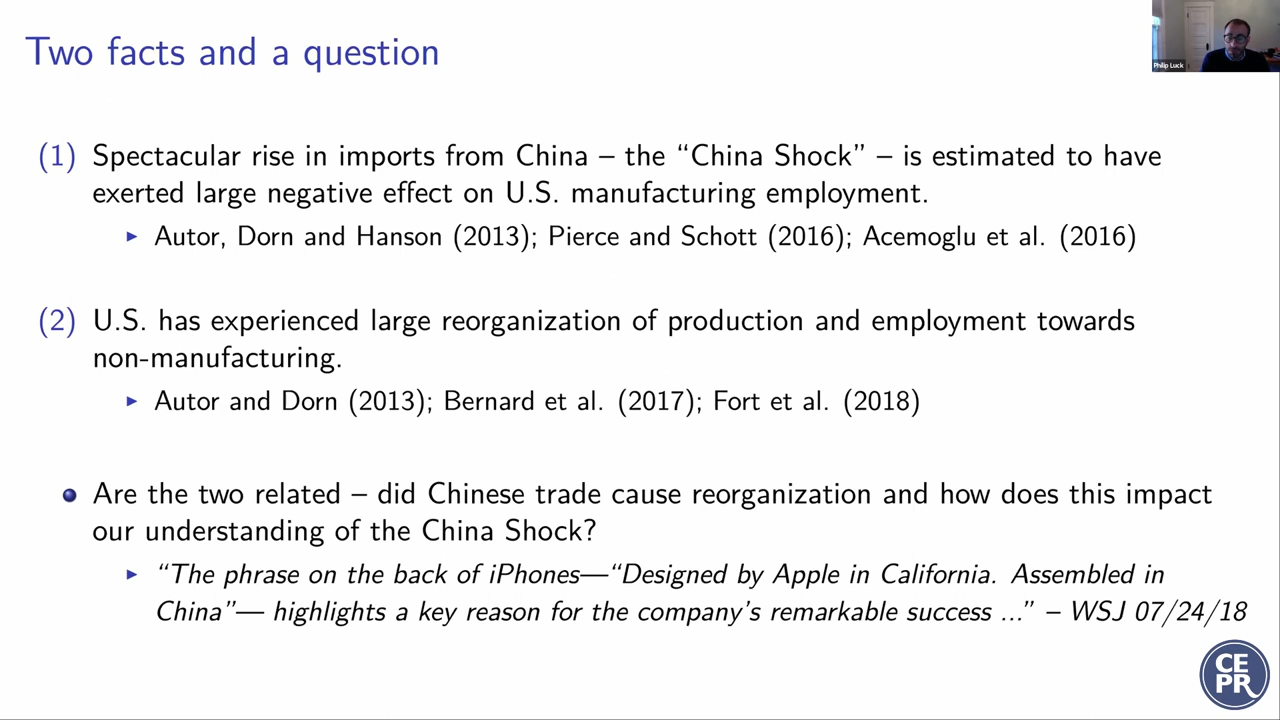 Two facts and a question
Philip Luck
(1) Spectacular rise in imports from China – the “China Shock” – is estimated to have
exerted large negative effect on U.S. manufacturing employment.
Autor, Dorn and Hanson (2013); Pierce and Schott (2016); Acemoglu et al. (2016)
(2) U.S. has experienced large reorganization of production and employment towards
non-manufacturing.
Autor and Dorn (2013); Bernard et al. (2017); Fort et al. (2018)
Are the two related – did Chinese trade cause reorganization and how does this impact
our understanding of the China Shock?
“The phrase on the back of iPhones—“Designed by Apple in California. Assembled in
China”— highlights a key reason for the company’s remarkable success ...” – WSJ 07/24/18
CE
PR